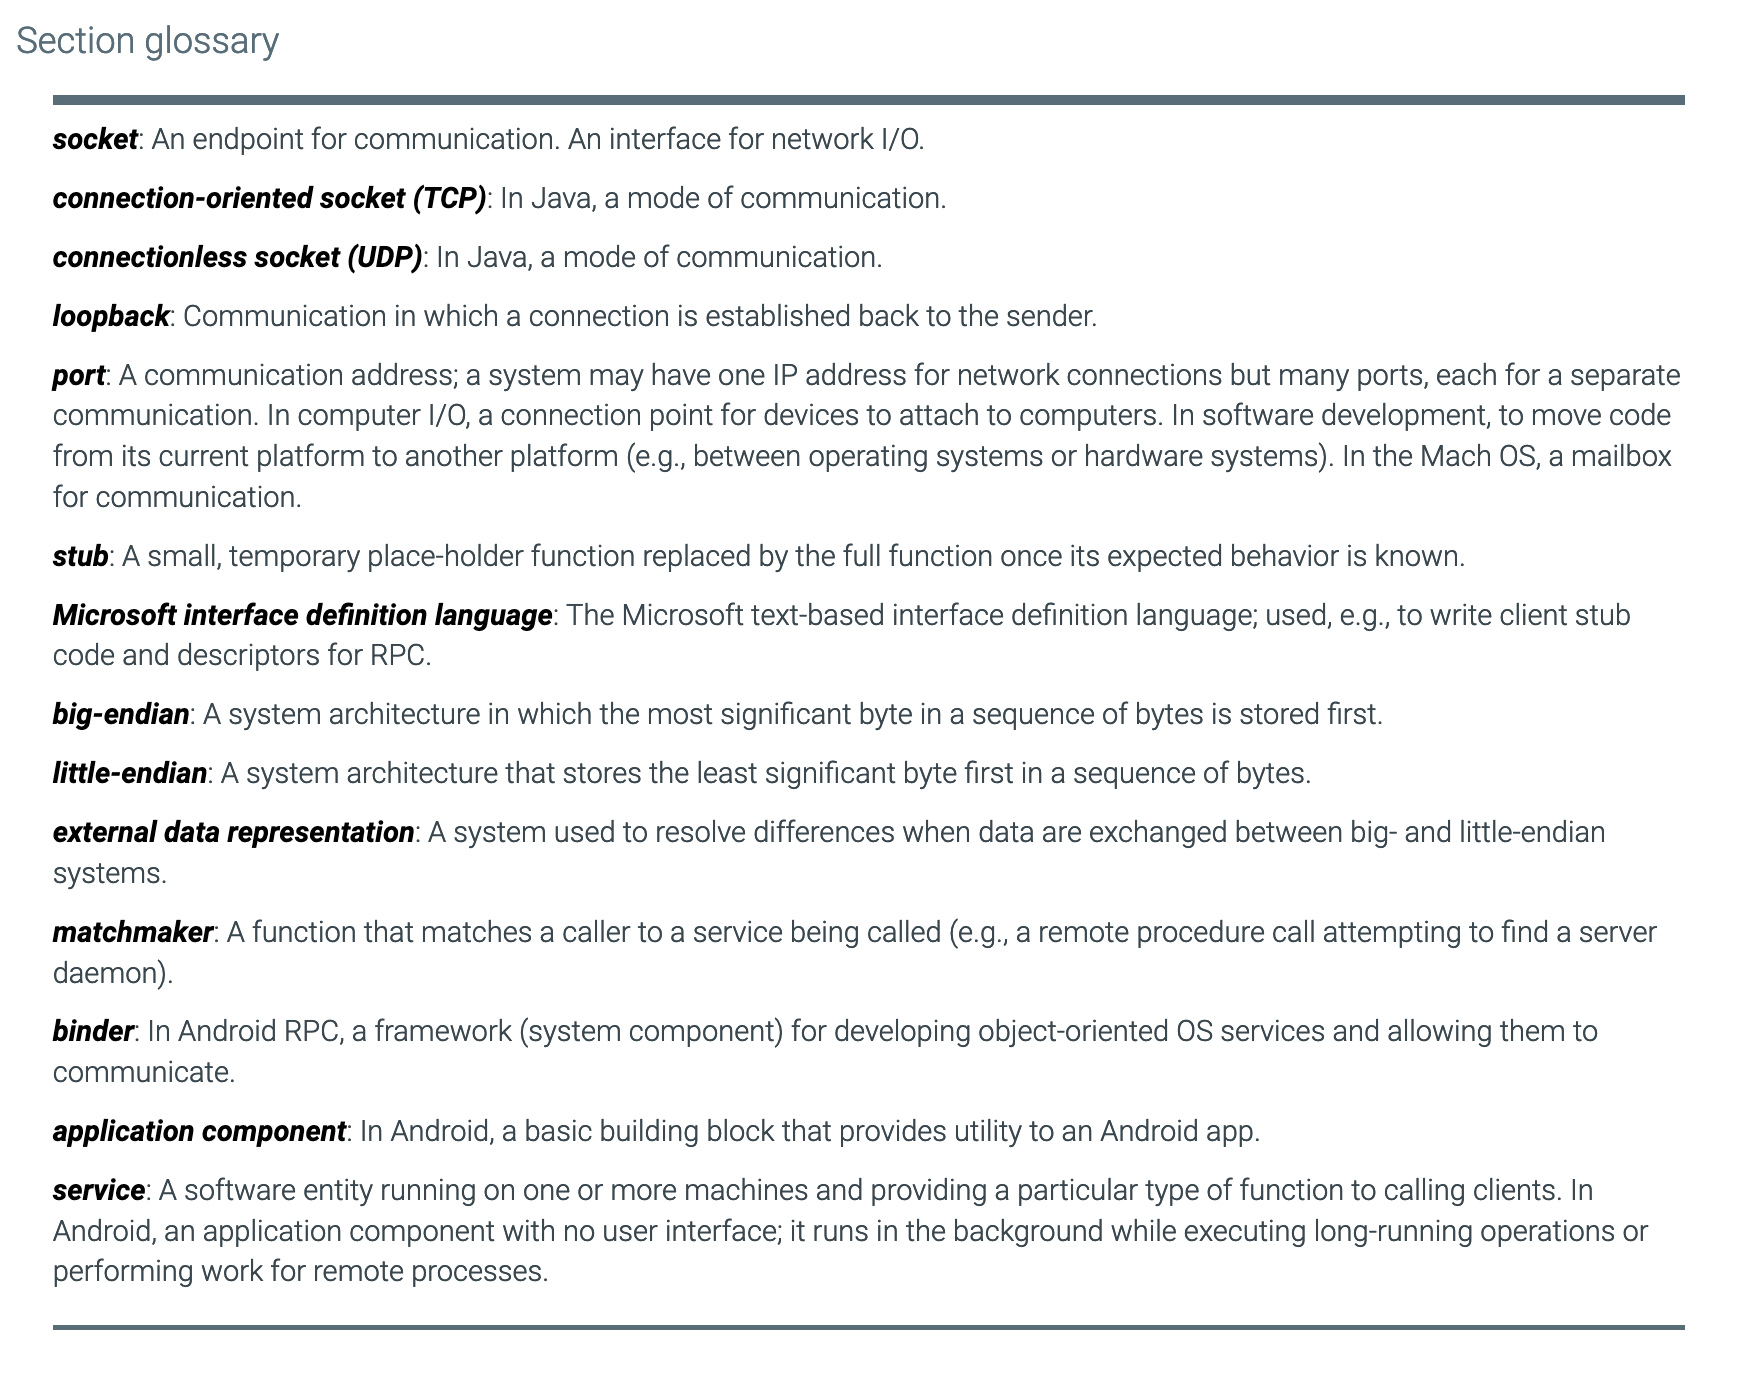 Section glossary
socket: An endpoint for communication. An interface for network I/O.
connection-oriented socket (TCP): In Java, a mode of communication.
connectionless socket (UDP): In Java, a mode of communication.
loopback: Communication in which a connection is established back to the sender.
port: A communication address; a system may have one IP address for network connections but many ports, each for a separate
communication. In computer I/O, a connection point for devices to attach to computers. In software development, to move code
from its current platform to another platform (e.g., between operating systems or hardware systems). In the Mach OS, a mailbox
for communication.
stub: A small, temporary place-holder function replaced by the full function once its expected behavior is known.
Microsoft interface definition language: The Microsoft text-based interface definition language; used, e.g., to write client stub
code and descriptors for RPC.
big-endian: A system architecture in which the most significant byte in a sequence of bytes is stored first.
little-endian: A system architecture that stores the least significant byte first in a sequence of bytes.
external data representation: A system used to resolve differences when data are exchanged between big- and little-endian
systems.
matchmaker: A function that matches a caller to a service being called (e.g., a remote procedure call attempting to find a server
daemon).
binder: In Android RPC, a framework (system component) for developing object-oriented OS services and allowing them to
communicate.
application component: In Android, a basic building block that provides utility to an Android app.
service: A software entity running on one or more machines and providing a particular type of function to calling clients. In
Android, an application component with no user interface; it runs in the background while executing long-running operations or
performing work for remote processes.